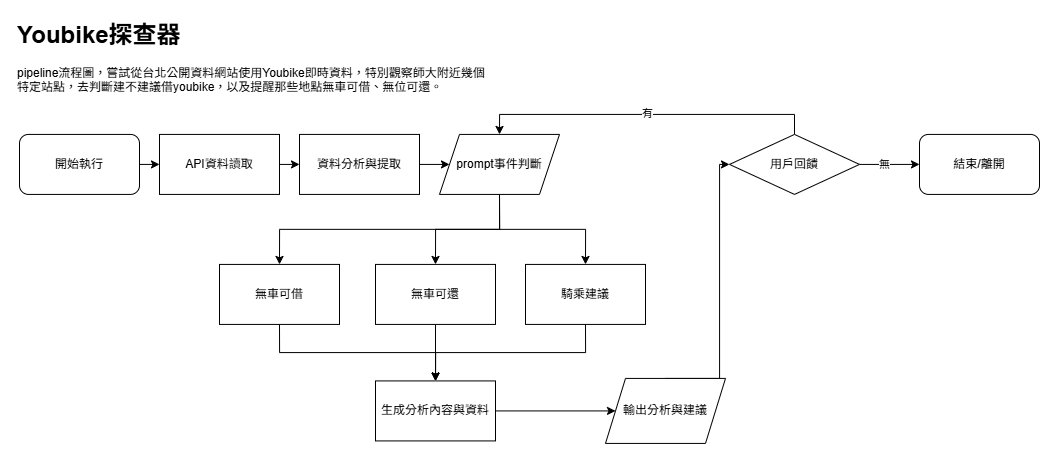 Youbike探查器
pipeline流程圖，嘗試從台北公開資料網站使用Youbike即時資料，特別觀察師大附近幾個
特定站點，去判斷建不建議借youbike，以及提醒那些地點無車可借、無位可還。
有
開始執行
API資料讀取
資料分析與提取
prompt事件判斷
用戶回饋
無
結束/離開
無車可借
無車可還
騎乘建議
生成分析內容與資料
輸出分析與建議